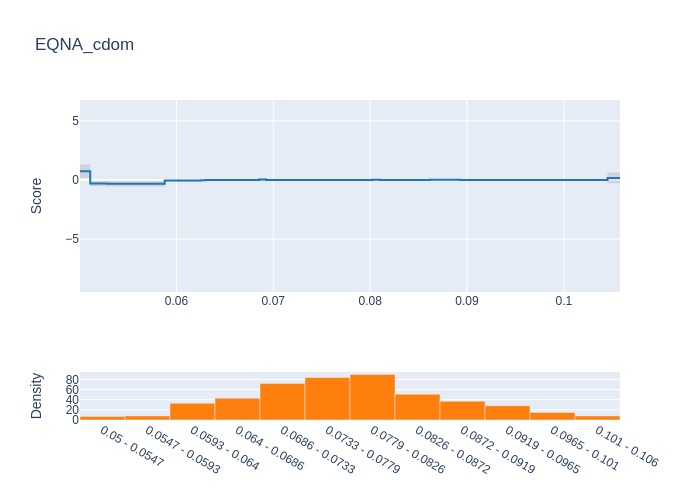 EQNA_cdom
Score
5
0
−5
0.06 0.07 0.08 0.09 0.1
Density
80
60
40
20
0
0.05 - 0.0547
0.0547 - 0.0593
0.0593 - 0.064
0.064 - 0.0686
0.0686 - 0.0733
0.0733 - 0.0779
0.0779 - 0.0826
0.0826 - 0.0872
0.0872 - 0.0919
0.0919 - 0.0965
0.0965 - 0.101
0.101 - 0.106